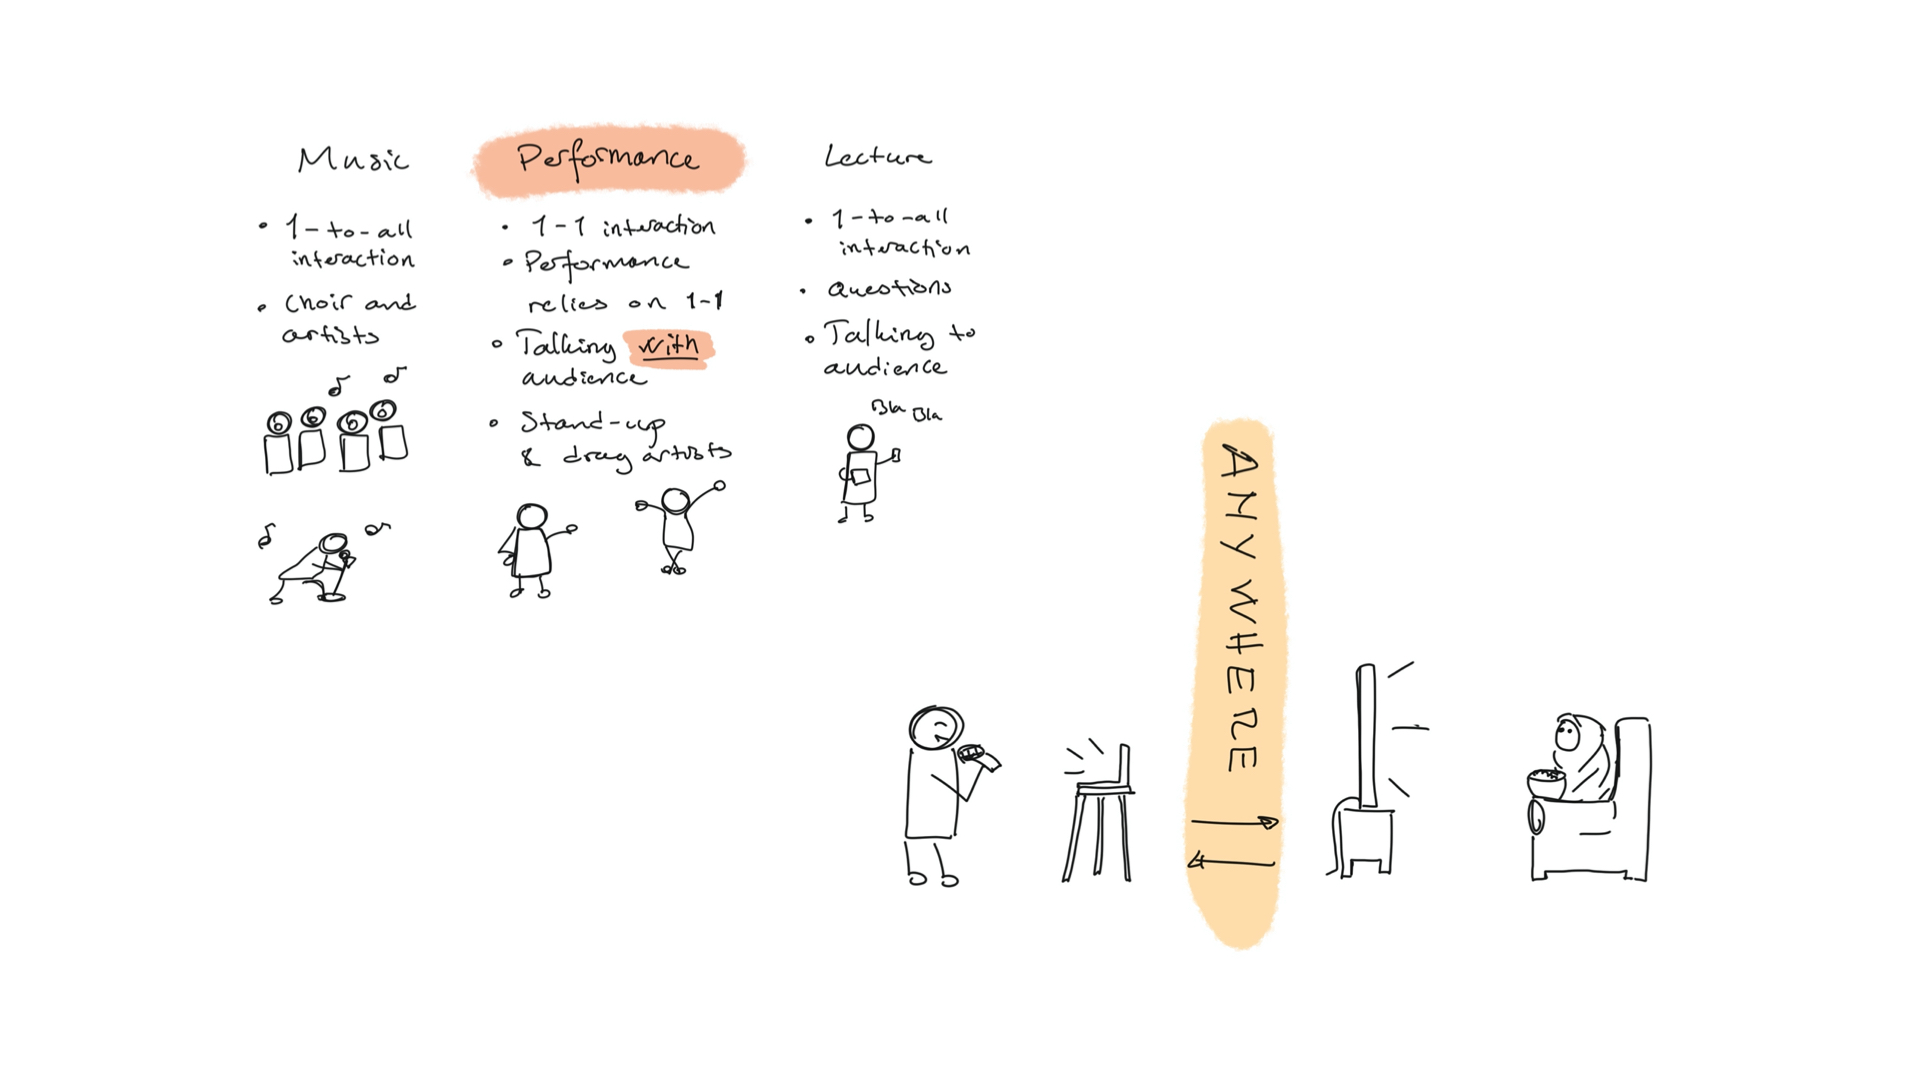 Music
• 1-to-all
interaction
• Choir and
artists
Performance
• 1-1 interaction
• Performance
relies on 1-1
• Talking with
audience
• Stand-up
& drag artists
Lecture
• 1-to-all
interaction
• Questions
• Talking to
audience
Bla Bla
ANYWHERE